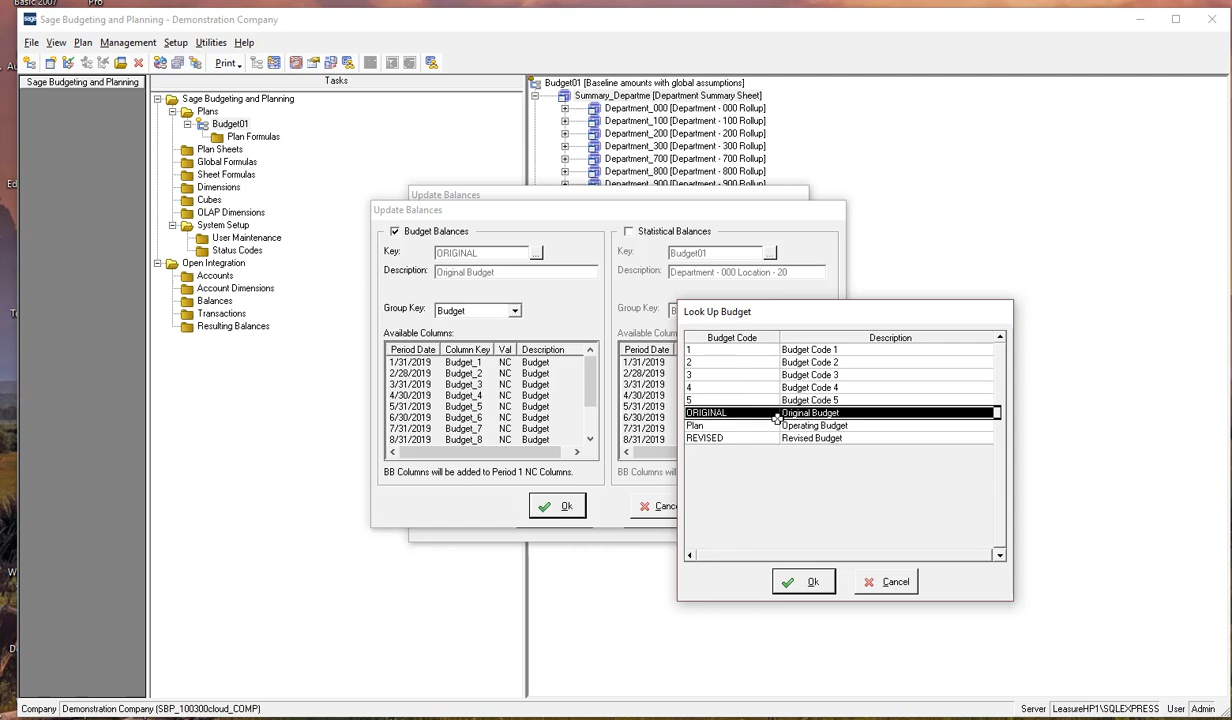 Basic 2007 Pro
sage Sage Budgeting and Planning - Demonstration Company
File View Plan Management Setup Utilities Help
Print
Sage Budgeting and Planning
Tasks
Sage Budgeting and Planning
Plans
Budget01
Plan Formulas
Plan Sheets
Global Formulas
Sheet Formulas
Dimensions
Cubes
OLAP Dimensions
System Setup
User Maintenance
Status Codes
Open Integration
Accounts
Account Dimensions
Balances
Transactions
Resulting Balances
Budget01 [Baseline amounts with global assumptions]
Summary_Departme [Department Summary Sheet]
Department_000 [Department - 000 Rollup]
Department_100 [Department - 100 Rollup]
Department_200 [Department - 200 Rollup]
Department_300 [Department - 300 Rollup]
Department_700 [Department - 700 Rollup]
Department_800 [Department - 800 Rollup]
Department_900 [Department - 900 Rollup]
Update Balances
Update Balances
Budget Balances
Key: ORIGINAL ...
Description: Original Budget
Group Key: Budget
Available Columns:
Period Date Column Key Val Description
1/31/2019 Budget_1 NC Budget
2/28/2019 Budget_2 NC Budget
3/31/2019 Budget_3 NC Budget
4/30/2019 Budget_4 NC Budget
5/31/2019 Budget_5 NC Budget
6/30/2019 Budget_6 NC Budget
7/31/2019 Budget_7 NC Budget
8/31/2019 Budget_8 NC Budget
BB Columns will be added to Period 1 NC Columns.
Statistical Balances
Key: Budget01 ...
Description: Department - 000 Location - 20
Group Key: B
Available Columns:
Period Date
1/31/2019
2/28/2019
3/31/2019
4/30/2019
5/31/2019
6/30/2019
7/31/2019
8/31/2019
BB Columns wil
Ok Canc
Look Up Budget
Budget Code Description
1 Budget Code 1
2 Budget Code 2
3 Budget Code 3
4 Budget Code 4
5 Budget Code 5
ORIGINAL Original Budget
Plan Operating Budget
REVISED Revised Budget
Ok Cancel
Company Demonstration Company (SBP_100300cloud_COMP) Server LeasureHP1\SQLEXPRESS User Admin